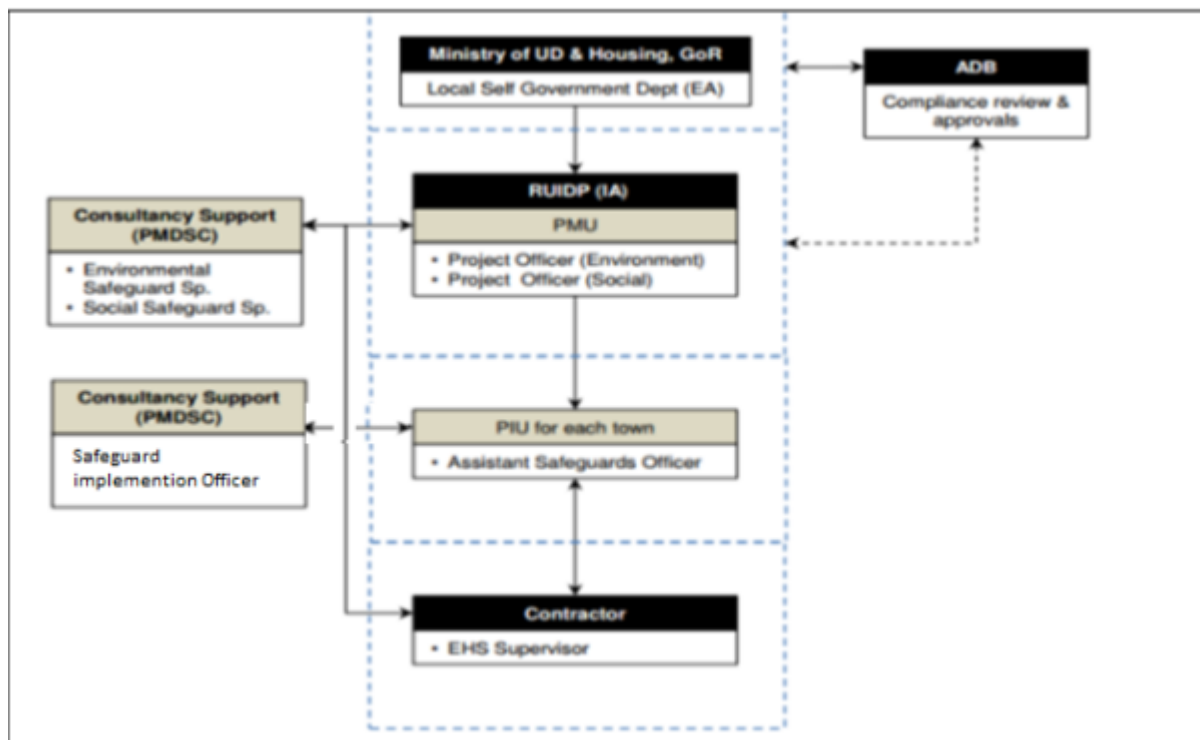 Ministry of UD & Housing, GoR
Local Self Government Dept (EA)
ADB
Compliance review &
approvals
RUIDP (IA)
PMU
• Project Officer (Environment)
• Project Officer (Social)
Consultancy Support
(PMDSC)
• Environmental
Safeguard Sp.
• Social Safeguard Sp.
Consultancy Support
(PMDSC)
Safeguard
implemention Officer
PIU for each town
• Assistant Safeguards Officer
Contractor
• EHS Supervisor